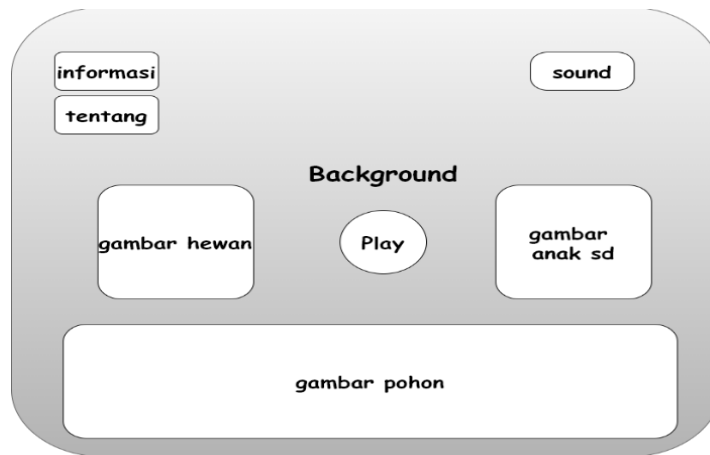 informasi
sound
tentang
Background
gambar hewan
Play
gambar
anak sd
gambar pohon